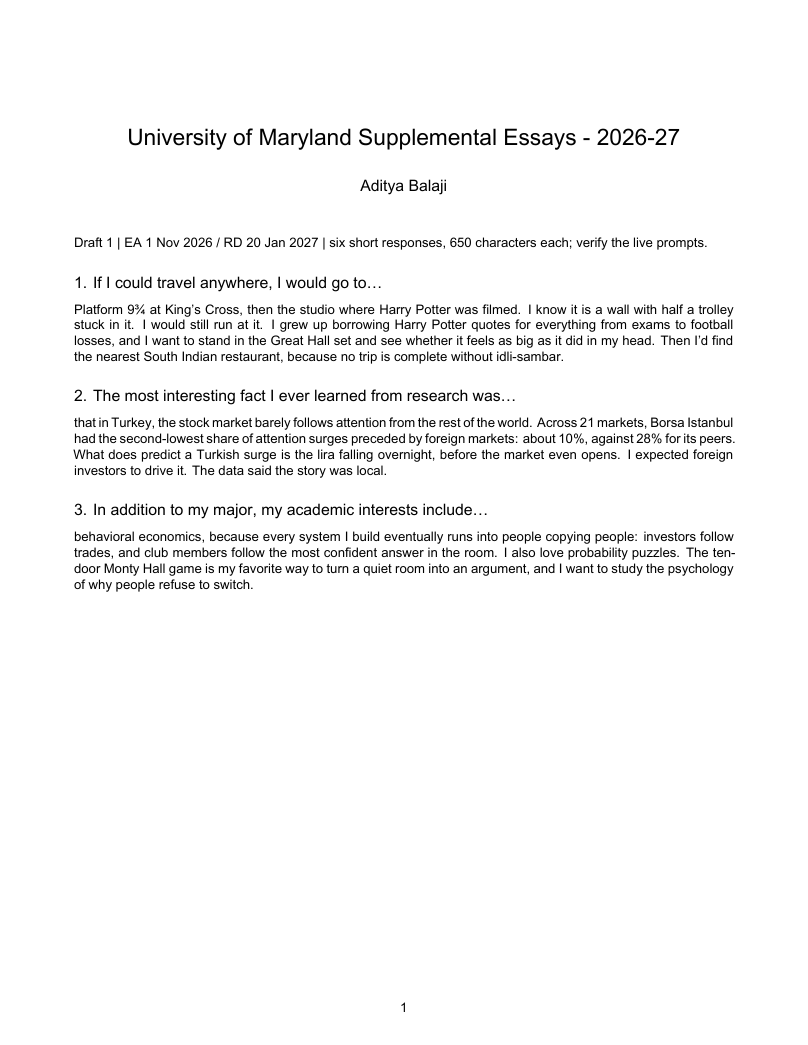 University of Maryland Supplemental Essays - 2026-27
Aditya Balaji
Draft 1 | EA 1 Nov 2026 / RD 20 Jan 2027 | six short responses, 650 characters each; verify the live prompts.
1. If I could travel anywhere, I would go to…
Platform 9¾ at King’s Cross, then the studio where Harry Potter was filmed. I know it is a wall with half a trolley
stuck in it. I would still run at it. I grew up borrowing Harry Potter quotes for everything from exams to football
losses, and I want to stand in the Great Hall set and see whether it feels as big as it did in my head. Then I’d find
the nearest South Indian restaurant, because no trip is complete without idli-sambar.
2. The most interesting fact I ever learned from research was…
that in Turkey, the stock market barely follows attention from the rest of the world. Across 21 markets, Borsa Istanbul
had the second-lowest share of attention surges preceded by foreign markets: about 10%, against 28% for its peers.
What does predict a Turkish surge is the lira falling overnight, before the market even opens. I expected foreign
investors to drive it. The data said the story was local.
3. In addition to my major, my academic interests include…
behavioral economics, because every system I build eventually runs into people copying people: investors follow
trades, and club members follow the most confident answer in the room. I also love probability puzzles. The ten-
door Monty Hall game is my favorite way to turn a quiet room into an argument, and I want to study the psychology
of why people refuse to switch.
1